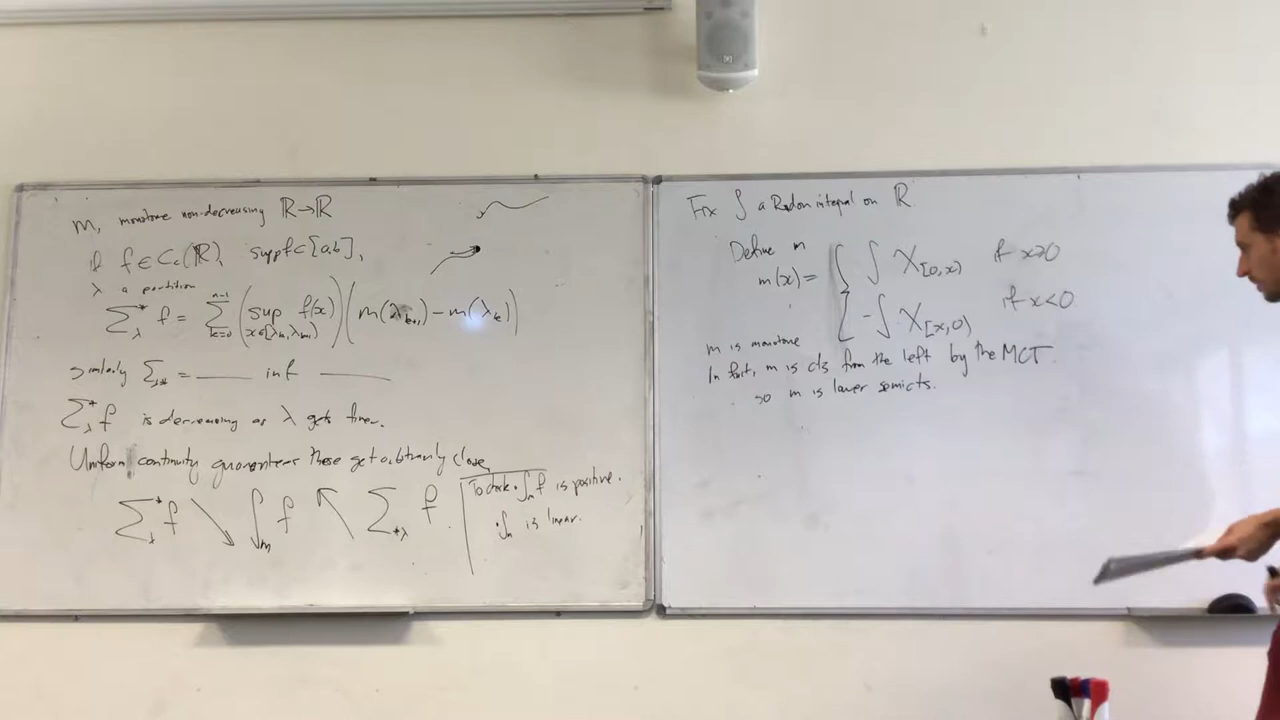 m, monotone non-decreasing ℝ→ℝ
if f ∈ C_c(ℝ), supp f ⊂ [a,b],
λ a partition
∑*_λ f = ∑_{k=0}^{n-1} ( sup_{x∈[λ_k, λ_{k+1})} f(x) ) ( m(λ_{k+1}) − m(λ_k) )
similarly ∑_{λ*} = ____ inf ____
∑*_λ f is decreasing as λ gets finer.
Uniform continuity guarantees these get arbitrarily close
∑*_λ f ↘ ∫_m f ↖ ∑_{*λ} f
To check • ∫_m f is positive.
• ∫_m is linear.
Fix ∫ a Radon integral on ℝ.
Define m
m(x) = { ∫ χ_{[0,x)} if x≥0
{ −∫ χ_{[x,0)} if x<0
m is monotone
In fact, m is cts from the left by the MCT.
so m is lower semicts.